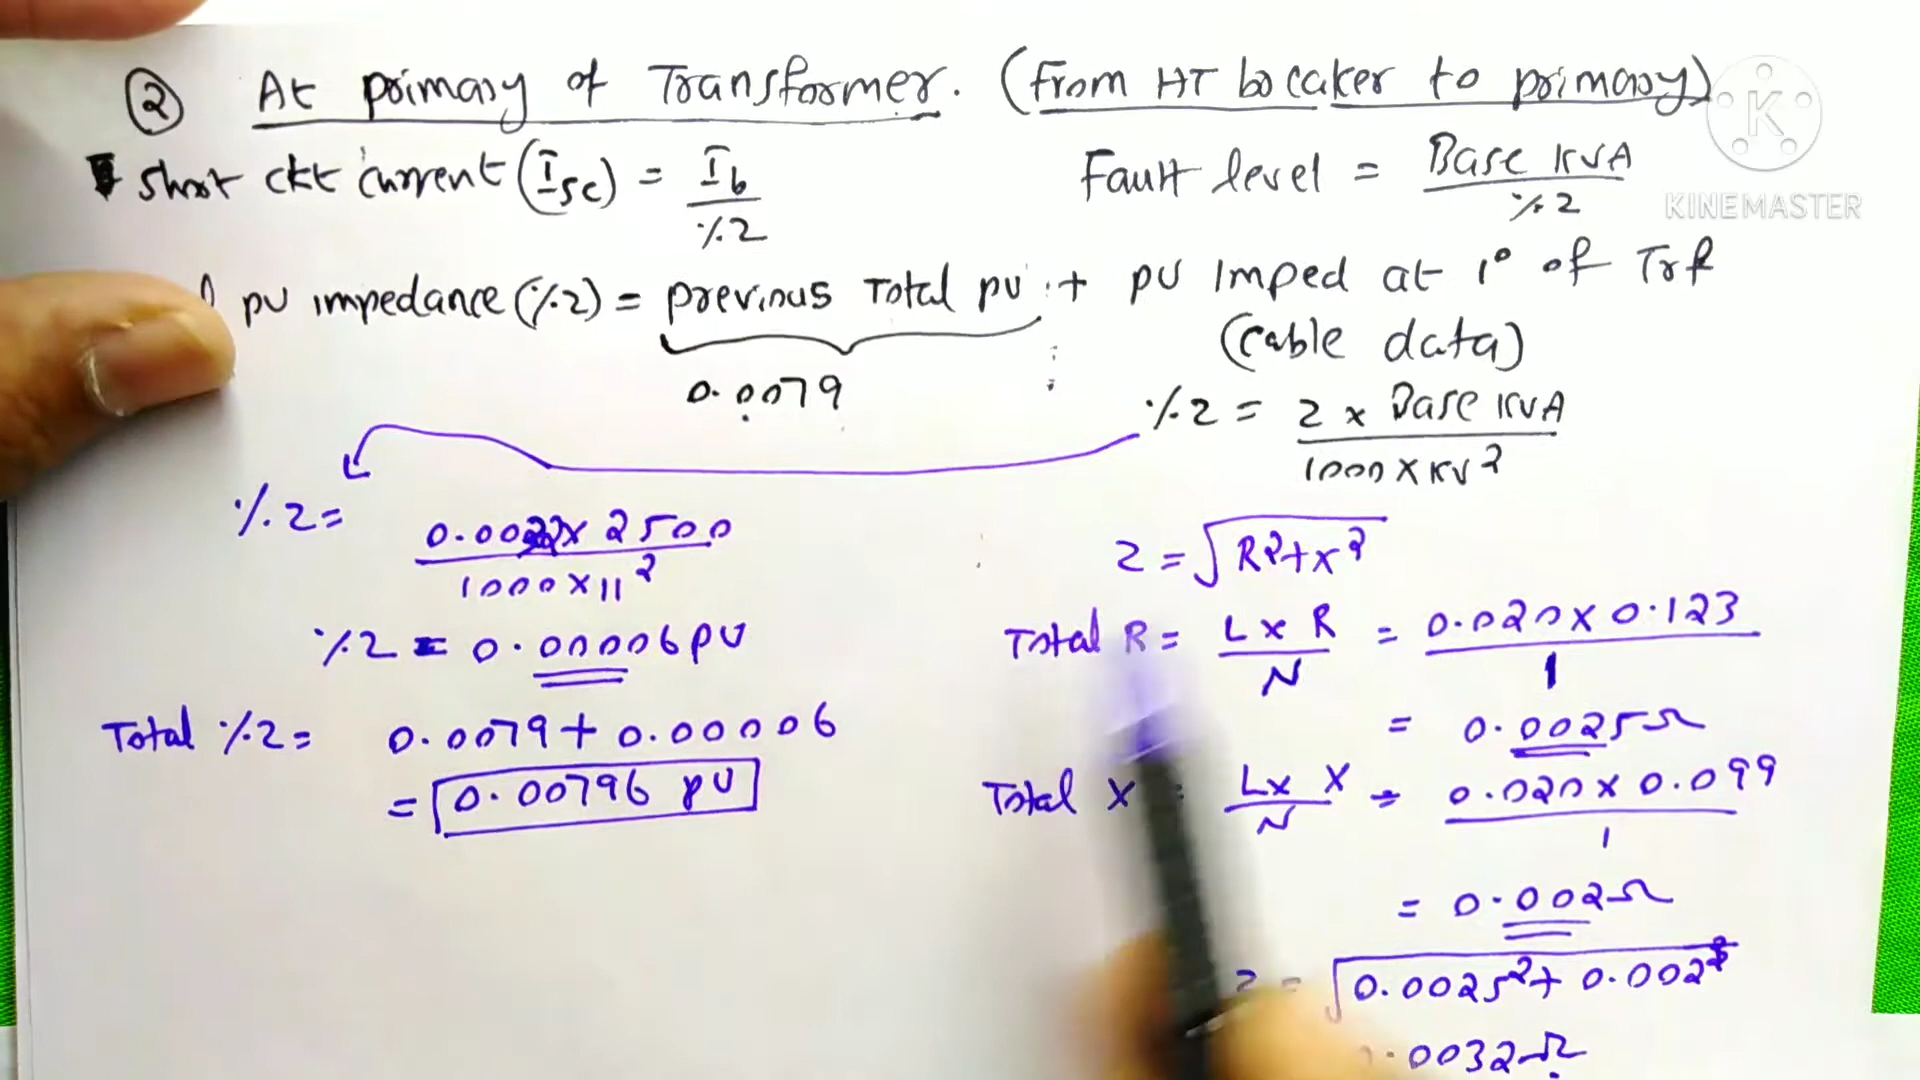 ② At primary of Transformer. (From HT breaker to primary)
K
KINEMASTER
Short ckt current (Isc) = Ib / %Z
Fault level = Base KVA / %Z
pu impedance (%Z) = previous Total pu + pu Imped at 1° of Trf
(cable data)
0.0079
%Z = Z x Base KVA / 1000 x KV²
%Z = x 2500 / 1000 x 11²
Z = √R²+X²
%Z = 0.00006 pu
Total R = L x R / N = 0.020 x 0.123 / 1
= 0.0025Ω
Total %Z = 0.0079 + 0.00006
= 0.00796 pu
Total X = L x X / N = 0.020 x 0.099 / 1
= 0.002Ω
Z = √0.0025² + 0.002²
.0032Ω